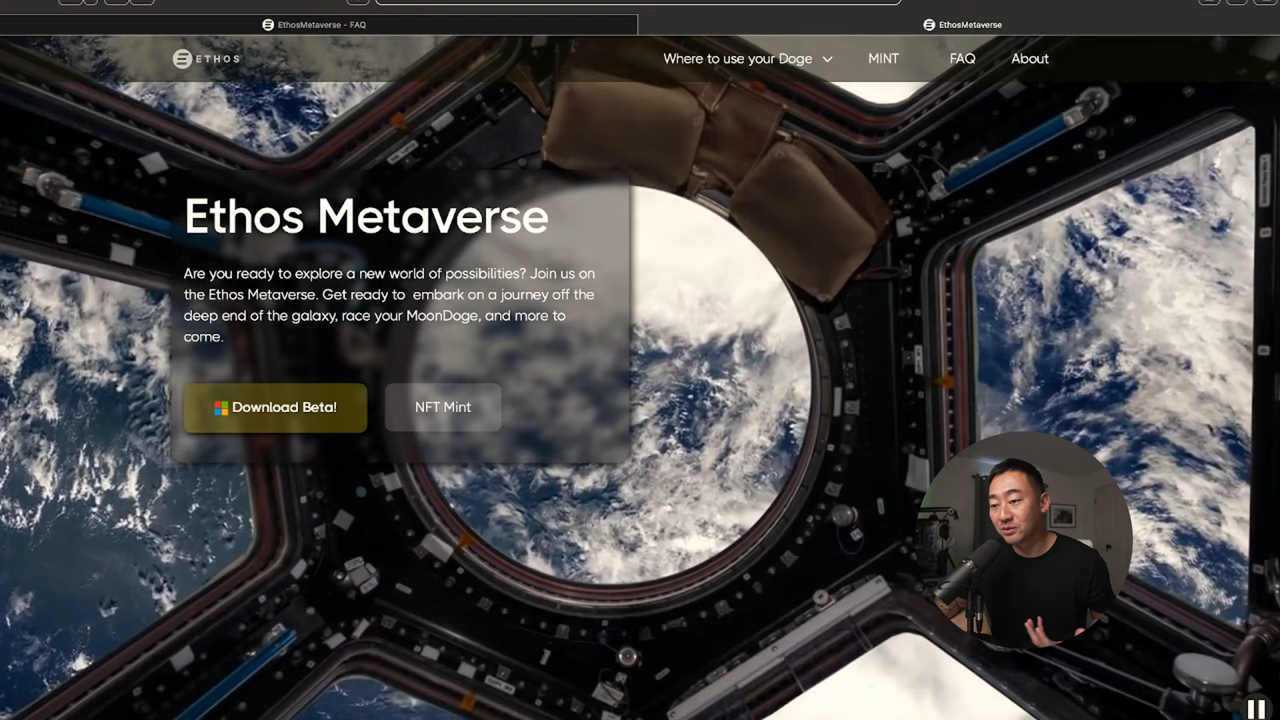 EthosMetaverse - FAQ
EthosMetaverse
ETHOS
Where to use your Doge
MINT
FAQ
About
Ethos Metaverse
Are you ready to explore a new world of possibilities? Join us on
the Ethos Metaverse. Get ready to embark on a journey off the
deep end of the galaxy, race your MoonDoge, and more to
come.
Download Beta!
NFT Mint